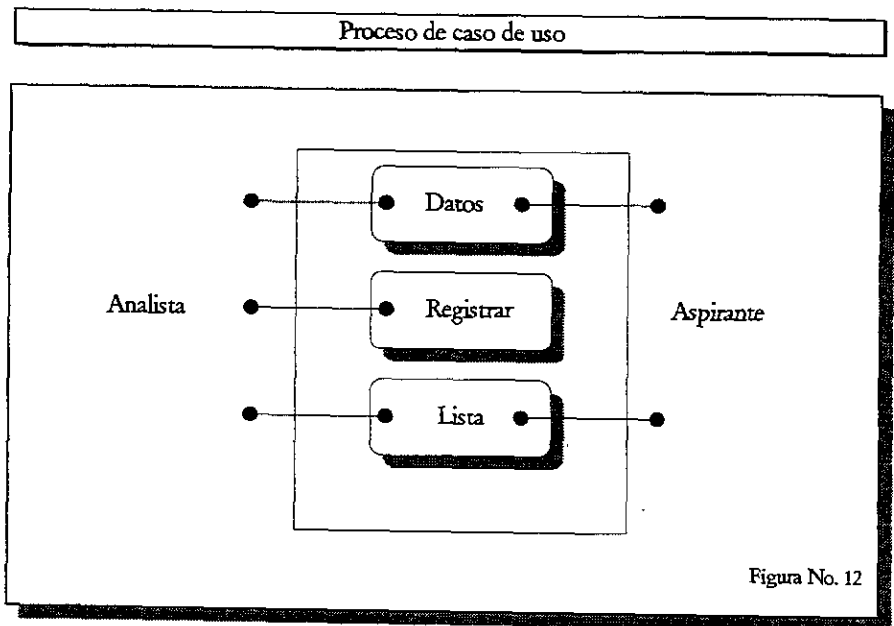 Proceso de caso de uso
Datos
Analista
Registrar
Aspirante
Lista
Figura No. 12